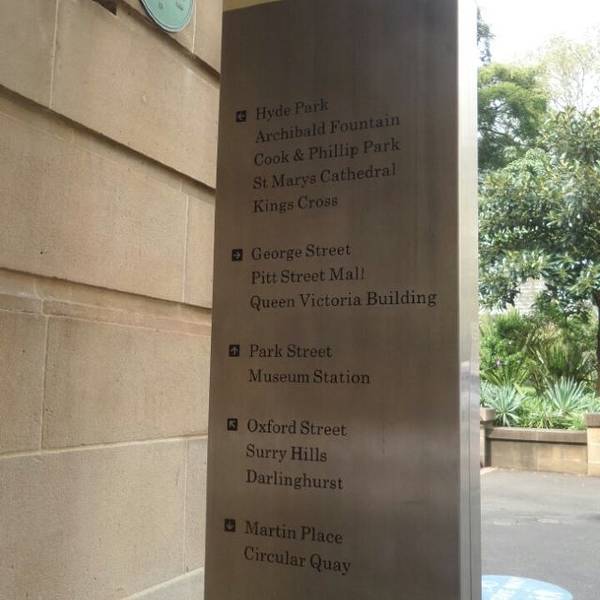 Hyde Park
Archibald Fountain
Cook & Phillip Park
St Marys Cathedral
Kings Cross
George Street
Pitt Street Mall
Queen Victoria Building
Park Street
Museum Station
Oxford Street
Surry Hills
Darlinghurst
Martin Place
Circular Quay